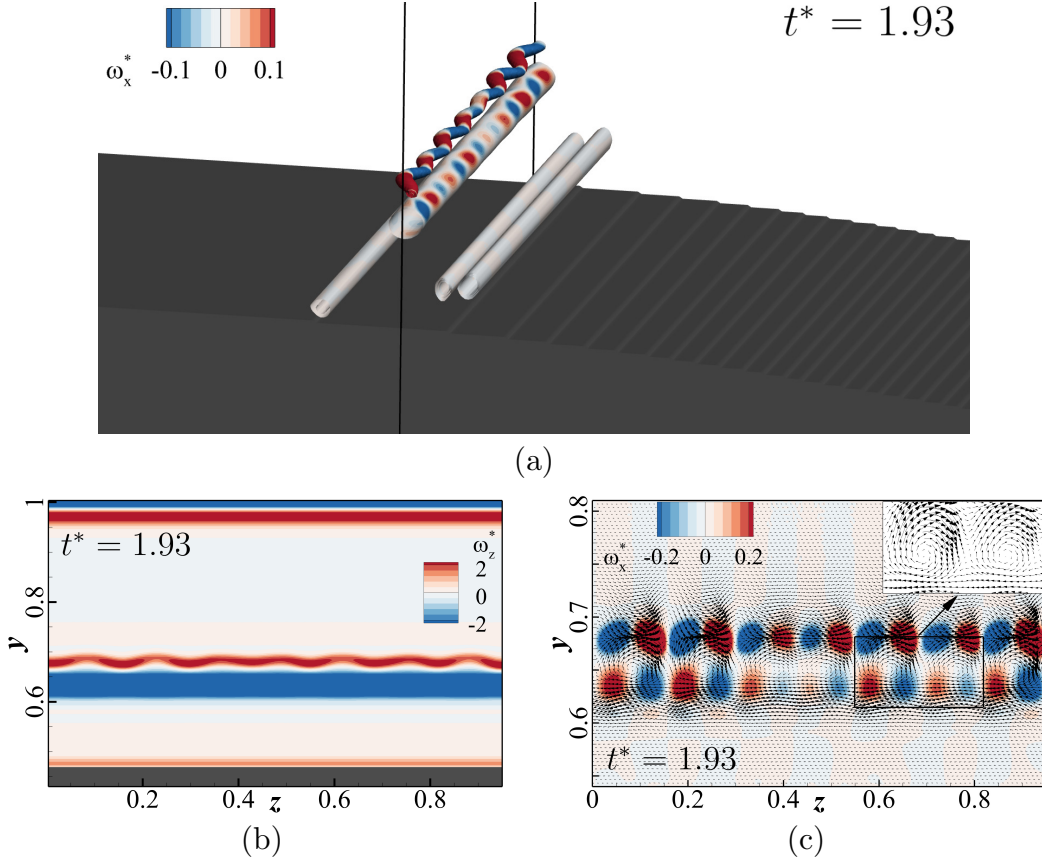 t* = 1.93
ω*x -0.1 0 0.1
(a)
1
0.8
0.6
y
t* = 1.93
ω*z
2
0
-2
0.2 0.4 z 0.6 0.8
(b)
0.8
0.7
0.6
y
ω*x -0.2 0 0.2
t* = 1.93
0 0.2 0.4 z 0.6 0.8
(c)